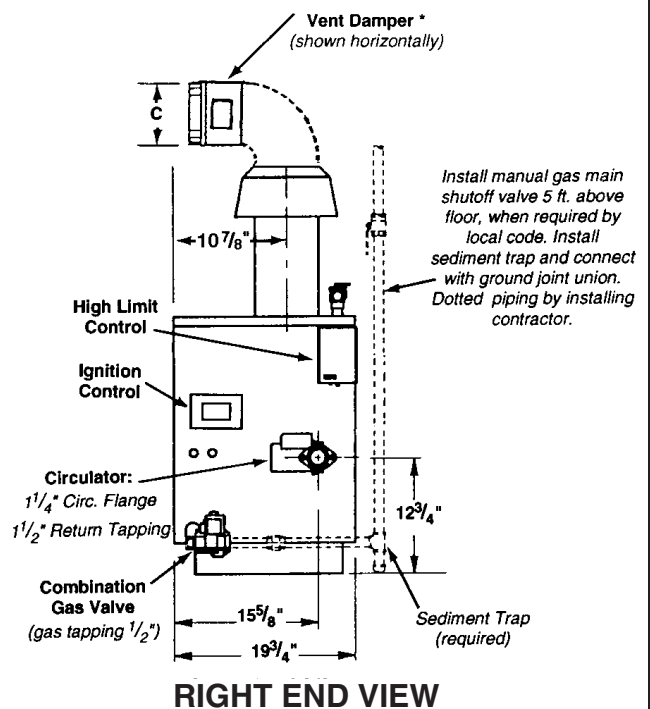 Vent Damper *
(shown horizontally)
C
Install manual gas main
shutoff valve 5 ft. above
floor, when required by
local code. Install
sediment trap and connect
with ground joint union.
Dotted piping by installing
contractor.
10 7/8"
High Limit
Control
Ignition
Control
Circulator:
1 1/4" Circ. Flange
1 1/2" Return Tapping
12 3/4"
Combination
Gas Valve
(gas tapping 1/2")
15 5/8"
Sediment Trap
(required)
19 3/4"
RIGHT END VIEW